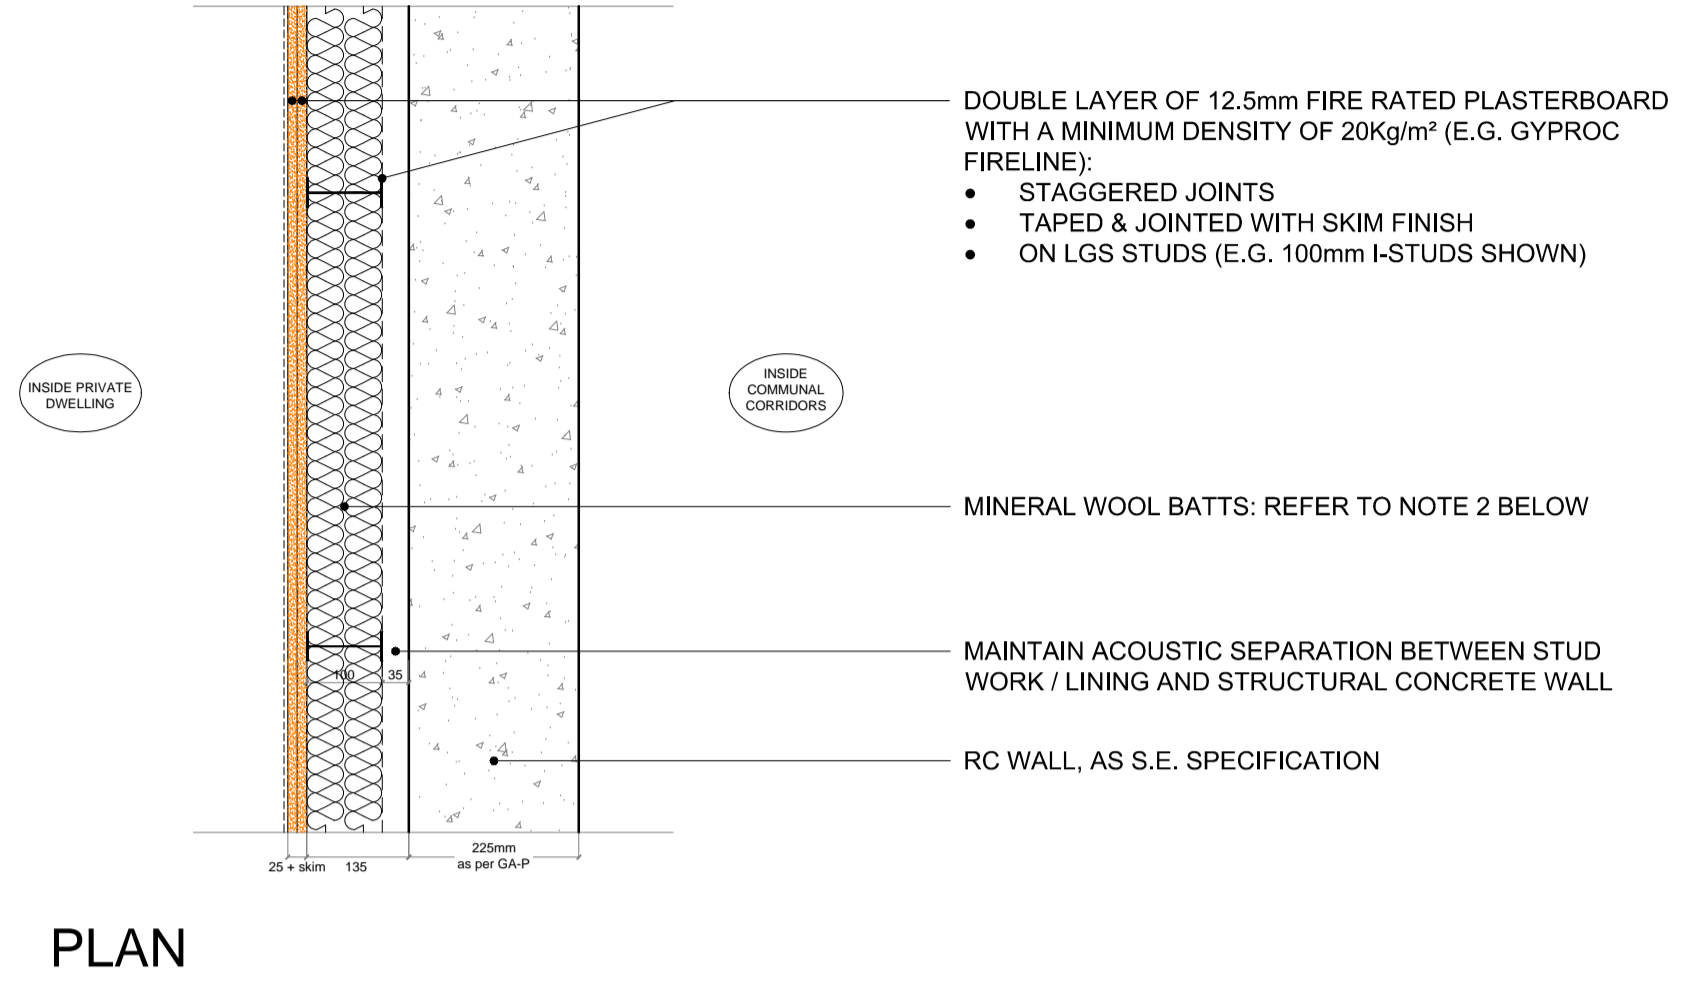 DOUBLE LAYER OF 12.5mm FIRE RATED PLASTERBOARD
WITH A MINIMUM DENSITY OF 20Kg/m² (E.G. GYPROC
FIRELINE):
• STAGGERED JOINTS
• TAPED & JOINTED WITH SKIM FINISH
• ON LGS STUDS (E.G. 100mm I-STUDS SHOWN)
INSIDE PRIVATE
DWELLING
INSIDE
COMMUNAL
CORRIDORS
MINERAL WOOL BATTS: REFER TO NOTE 2 BELOW
MAINTAIN ACOUSTIC SEPARATION BETWEEN STUD
WORK / LINING AND STRUCTURAL CONCRETE WALL
100
35
RC WALL, AS S.E. SPECIFICATION
25 + skim
135
225mm
as per GA-P
PLAN